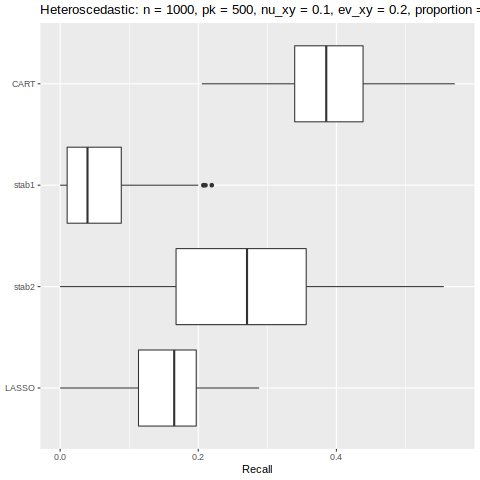 Heteroscedastic: n = 1000, pk = 500, nu_xy = 0.1, ev_xy = 0.2, proportion =
CART
stab1
stab2
LASSO
0.0 0.2 0.4
Recall